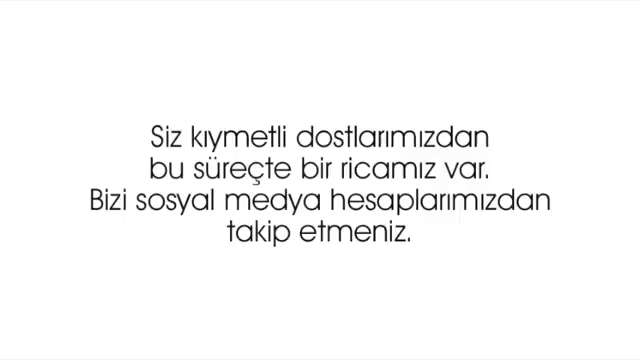 Siz kıymetli dostlarımızdan
bu süreçte bir ricamız var.
Bizi sosyal medya hesaplarımızdan
takip etmeniz.